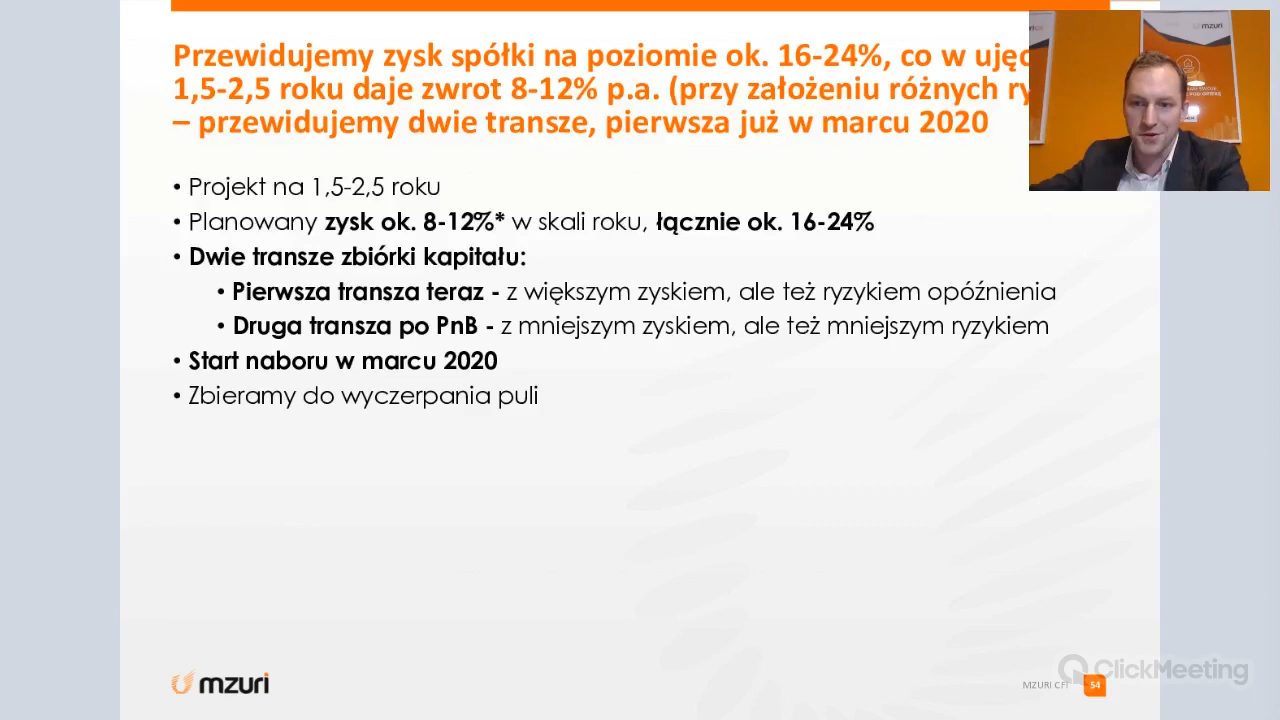 Przewidujemy zysk spółki na poziomie ok. 16-24%, co w
1,5-2,5 roku daje zwrot 8-12% p.a. (przy założeniu różnych
– przewidujemy dwie transze, pierwsza już w marcu 2020
mzuri
• Projekt na 1,5-2,5 roku
• Planowany zysk ok. 8-12%* w skali roku, łącznie ok. 16-24%
• Dwie transze zbiórki kapitału:
• Pierwsza transza teraz - z większym zyskiem, ale też ryzykiem opóźnienia
• Druga transza po PnB - z mniejszym zyskiem, ale też mniejszym ryzykiem
• Start naboru w marcu 2020
• Zbieramy do wyczerpania puli
mzuri
ClickMeeting
MZURI CFI 54